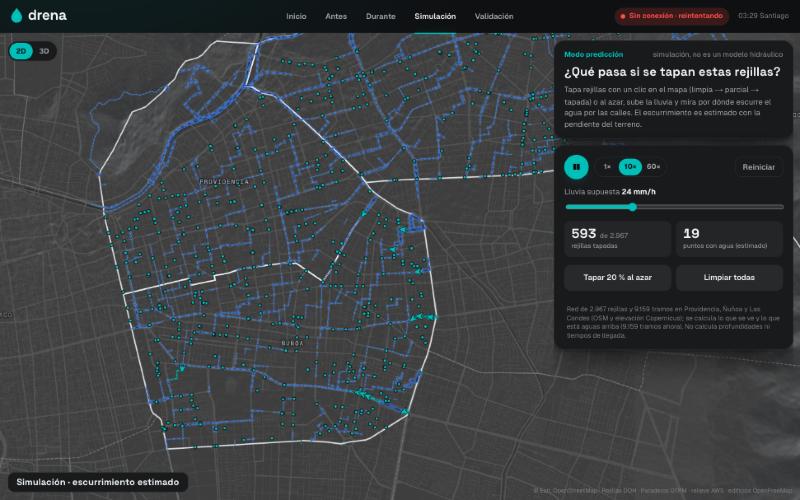 drena
Inicio
Antes
Durante
Simulación
Validación
Sin conexión · reintentando
03:29 Santiago
2D
3D
Modo predicción
simulación, no es un modelo hidráulico
¿Qué pasa si se tapan estas rejillas?
Tapa rejillas con un clic en el mapa (limpia → parcial →
tapada) o al azar, sube la lluvia y mira por dónde escurre el
agua por las calles. El escurrimiento es estimado con la
pendiente del terreno.
1×
10×
60×
Reiniciar
Lluvia supuesta 24 mm/h
593 de 2.967
rejillas tapadas
19
puntos con agua (estimado)
Tapar 20 % al azar
Limpiar todas
Red de 2.967 rejillas y 9.159 tramos en Providencia, Ñuñoa y Las
Condes (OSM y elevación Copernicus); se calcula lo que se ve y lo que
está aguas arriba (9.159 tramos ahora). No calcula profundidades ni
tiempos de llegada.
PROVIDENCIA
ÑUÑOA
Simulación · escurrimiento estimado